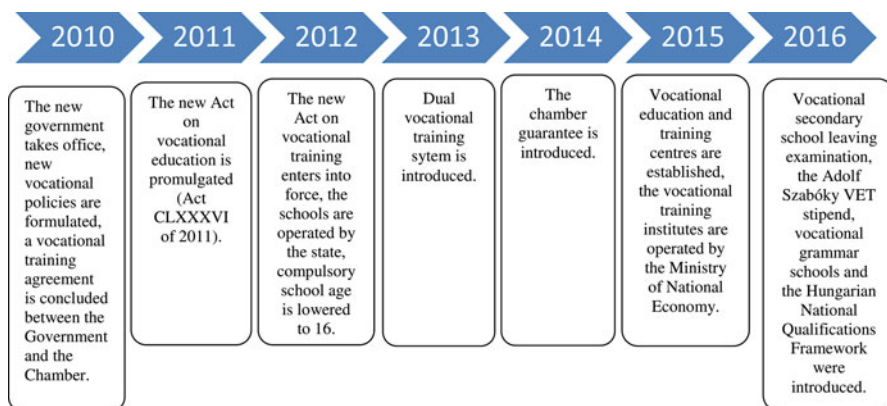 2010
2011
2012
2013
2014
2015
2016
The new
government
takes office,
new
vocational
policies are
formulated,
a vocational
training
agreement
is concluded
between the
Government
and the
Chamber.
The new Act
on
vocational
education is
promulgated
(Act
CLXXXVI
of 2011).
The new
Act on
vocational
training
enters into
force, the
schools are
operated by
the state,
compulsory
school age
is lowered
to 16.
Dual
vocational
training
sytem is
introduced.
The
chamber
guarantee is
introduced.
Vocational
education and
training
centres are
established,
the vocational
training
institutes are
operated by
the Ministry
of National
Economy.
Vocational
secondary
school leaving
examination,
the Adolf
Szabóky VET
stipend,
vocational
grammar
schools and
the Hungarian
National
Qualifications
Framework
were
introduced.